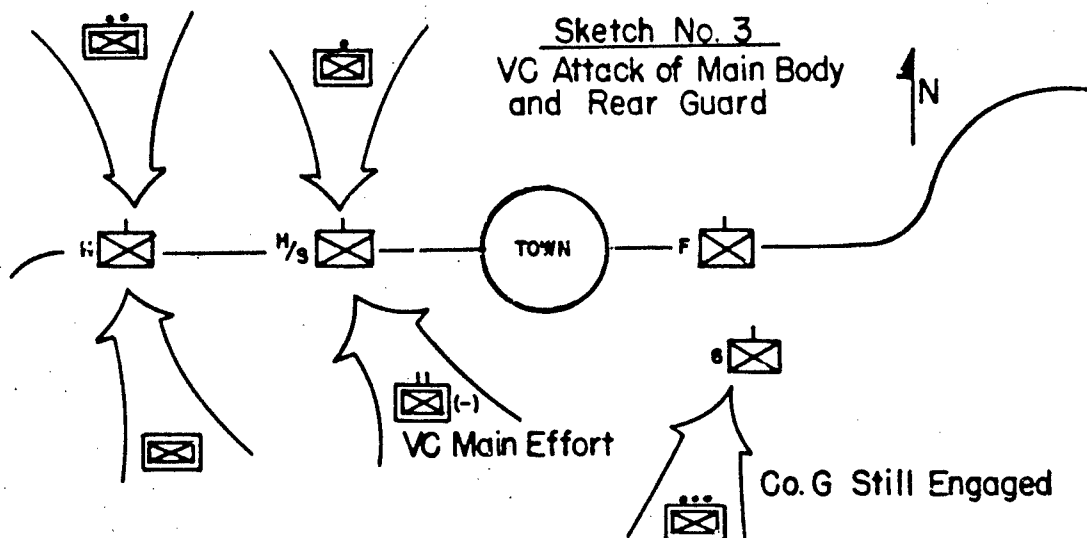 Sketch No. 3
VC Attack of Main Body
and Rear Guard
N
H
H/S
TOWN
F
G
(-)
VC Main Effort
Co. G Still Engaged